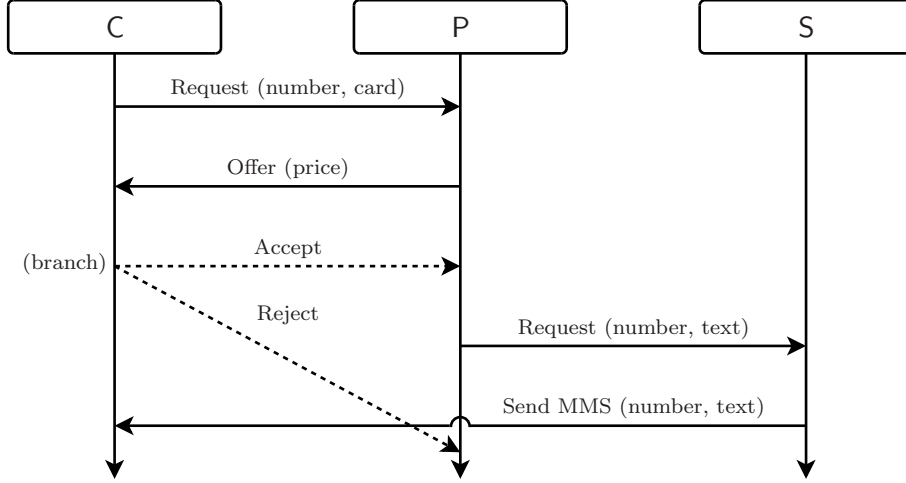 C
P
S
Request (number, card)
Offer (price)
Accept
(branch)
Reject
Request (number, text)
Send MMS (number, text)